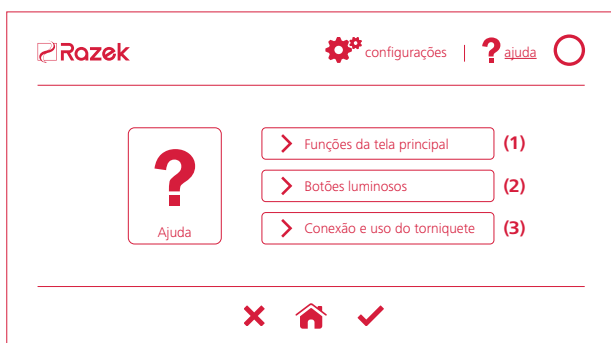 Razek
configurações | ? ajuda
Funções da tela principal (1)
? 
Botões luminosos (2)
Ajuda
Conexão e uso do torniquete (3)